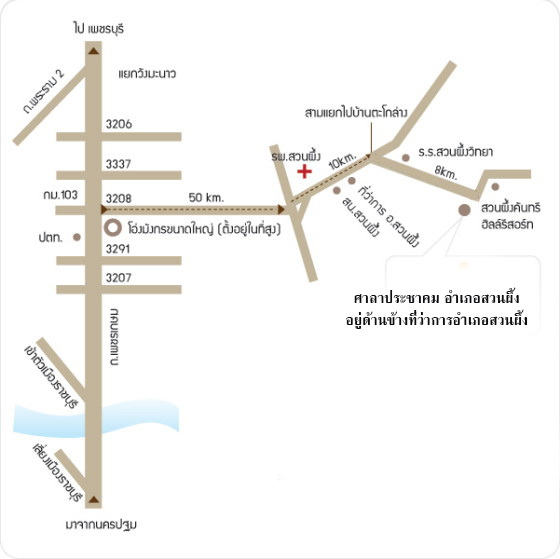 ไป เพชรบุรี
ถ.พระราม 2
แยกวังมะนาว
3206
3337
กม.103
3208
50 km.
ปตท.
โอ่งมังกรขนาดใหญ่ (ตั้งอยู่ในที่สูง)
3291
3207
ถนนเพชรเกษม
เข้าตัวเมืองราชบุรี
เลี่ยงเมืองราชบุรี
มาจากนครปฐม
สามแยกไปบ้านตะโกล่าง
รพ.สวนผึ้ง
10km.
ร.ร.สวนผึ้งวิทยา
8km.
ที่ว่าการ อ.สวนผึ้ง
สน.สวนผึ้ง
สวนผึ้งคันทรี
ฮิลล์รีสอร์ท
ศาลาประชาคม อำเภอสวนผึ้ง
อยู่ด้านข้างที่ว่าการอำเภอสวนผึ้ง